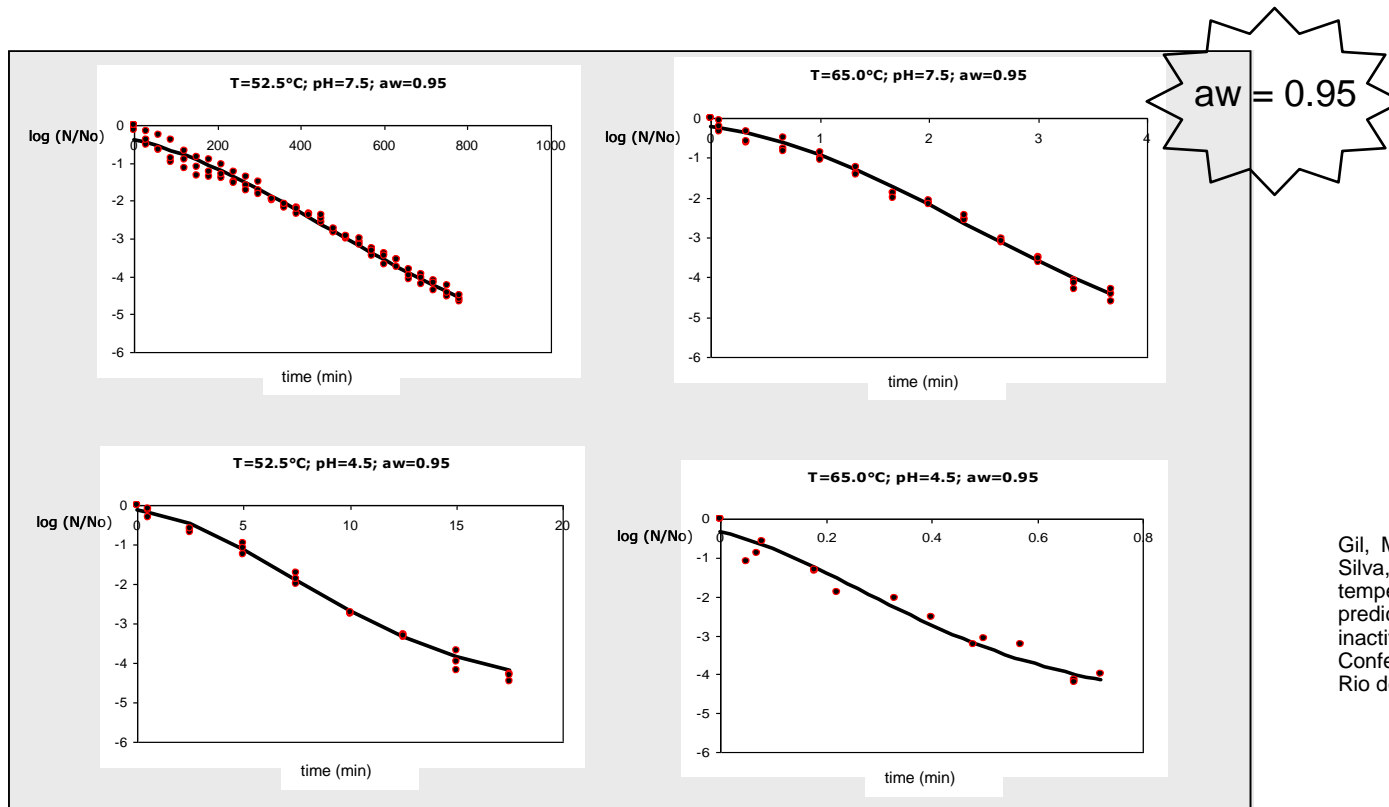 aw = 0.95
T=52.5°C; pH=7.5; aw=0.95
log (N/No)
0
-1
-2
-3
-4
-5
-6
0 200 400 600 800 1000
time (min)
T=65.0°C; pH=7.5; aw=0.95
log (N/No)
0
-1
-2
-3
-4
-5
-6
0 1 2 3 4
time (min)
T=52.5°C; pH=4.5; aw=0.95
log (N/No)
0
-1
-2
-3
-4
-5
-6
0 5 10 15 20
time (min)
T=65.0°C; pH=4.5; aw=0.95
log (N/No)
0
-1
-2
-3
-4
-5
-6
0 0.2 0.4 0.6 0.8
time (min)
Gil, M
Silva,
tempe
predic
inacti
Confe
Rio de